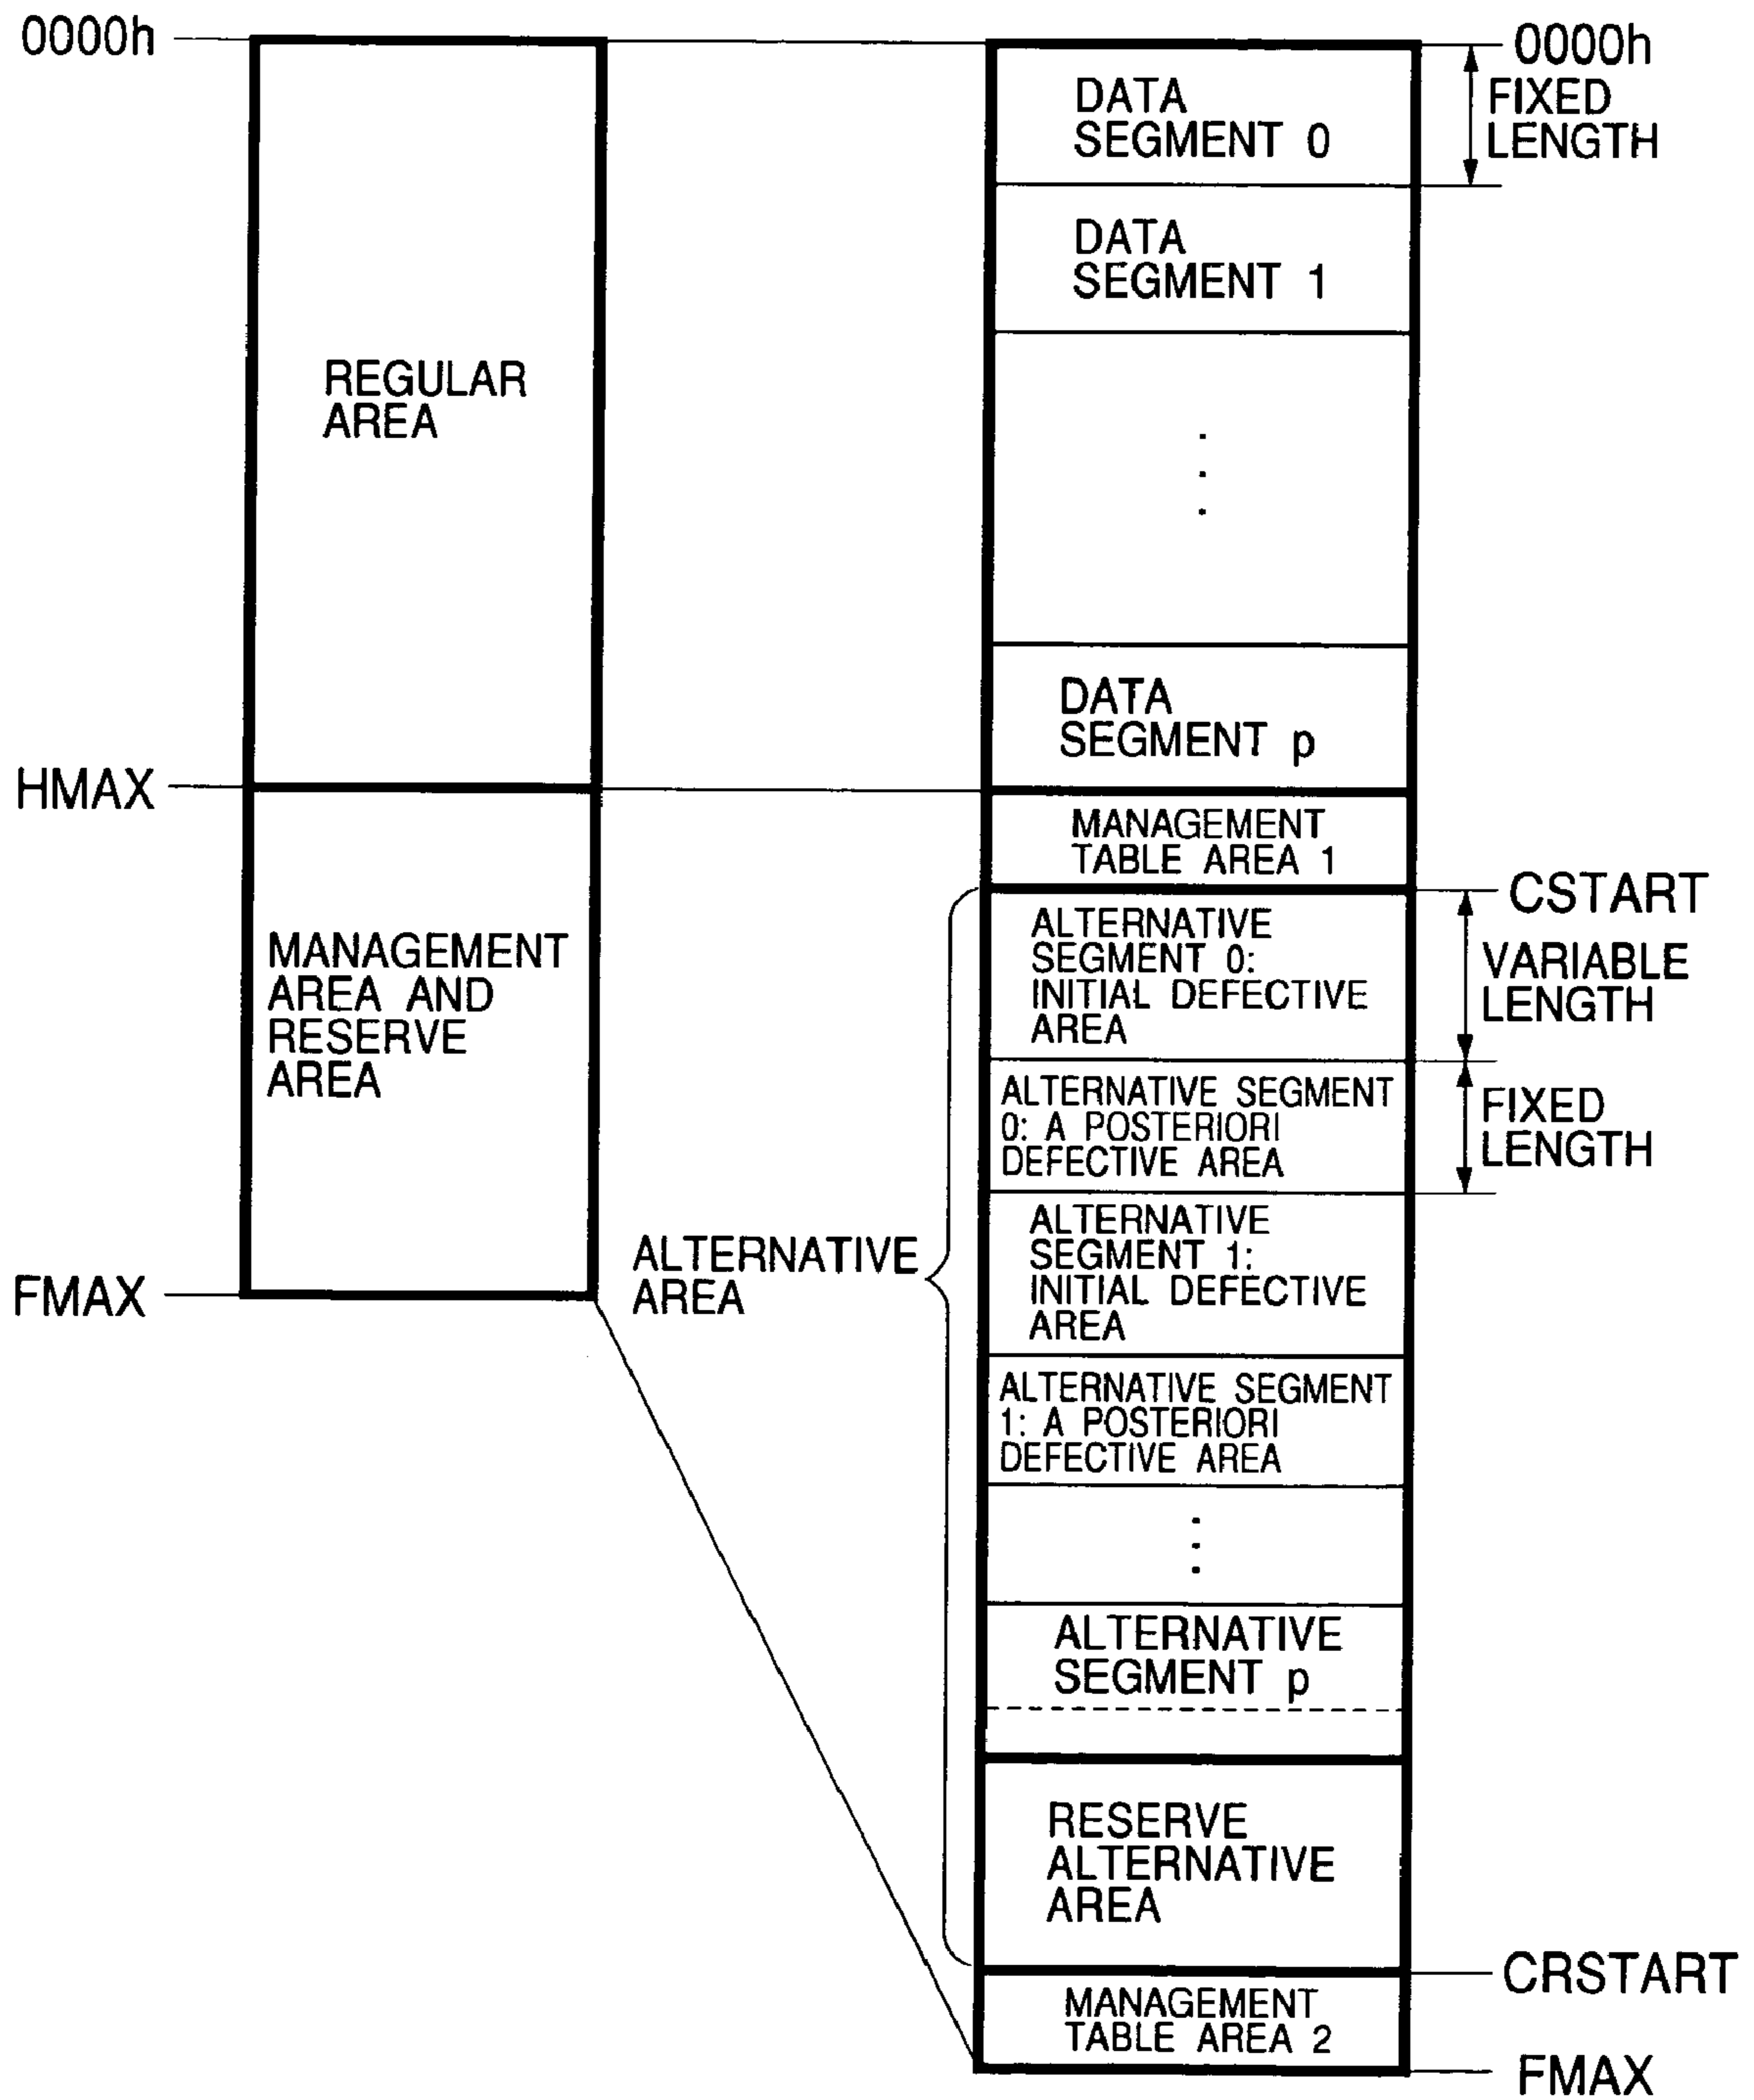 0000h
REGULAR
AREA
HMAX
MANAGEMENT
AREA AND
RESERVE
AREA
FMAX
0000h
FIXED
LENGTH
DATA
SEGMENT 0
DATA
SEGMENT 1
DATA
SEGMENT p
MANAGEMENT
TABLE AREA 1
CSTART
ALTERNATIVE
SEGMENT 0:
INITIAL DEFECTIVE
AREA
VARIABLE
LENGTH
ALTERNATIVE SEGMENT
0: A POSTERIORI
DEFECTIVE AREA
FIXED
LENGTH
ALTERNATIVE
AREA
ALTERNATIVE
SEGMENT 1:
INITIAL DEFECTIVE
AREA
ALTERNATIVE SEGMENT
1: A POSTERIORI
DEFECTIVE AREA
ALTERNATIVE
SEGMENT p
RESERVE
ALTERNATIVE
AREA
CRSTART
MANAGEMENT
TABLE AREA 2
FMAX